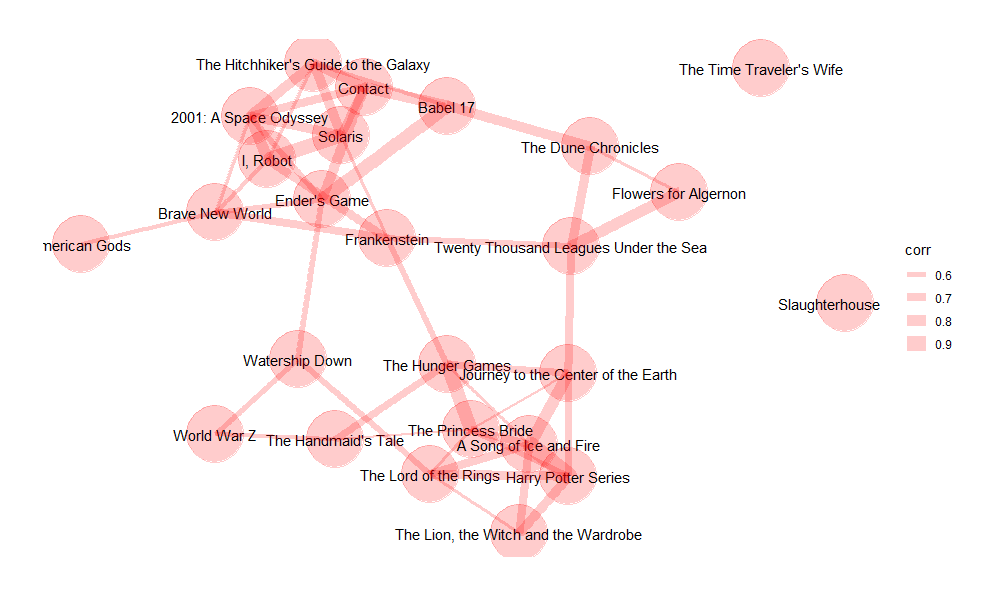 The Hitchhiker's Guide to the Galaxy
The Time Traveler's Wife
Contact
Babel 17
2001: A Space Odyssey
Solaris
The Dune Chronicles
I, Robot
Flowers for Algernon
Ender's Game
Brave New World
Frankenstein
merican Gods
Twenty Thousand Leagues Under the Sea
corr
0.6
0.7
0.8
0.9
Slaughterhouse
Watership Down
The Hunger Games
Journey to the Center of the Earth
The Princess Bride
World War Z
The Handmaid's Tale
A Song of Ice and Fire
The Lord of the Rings
Harry Potter Series
The Lion, the Witch and the Wardrobe